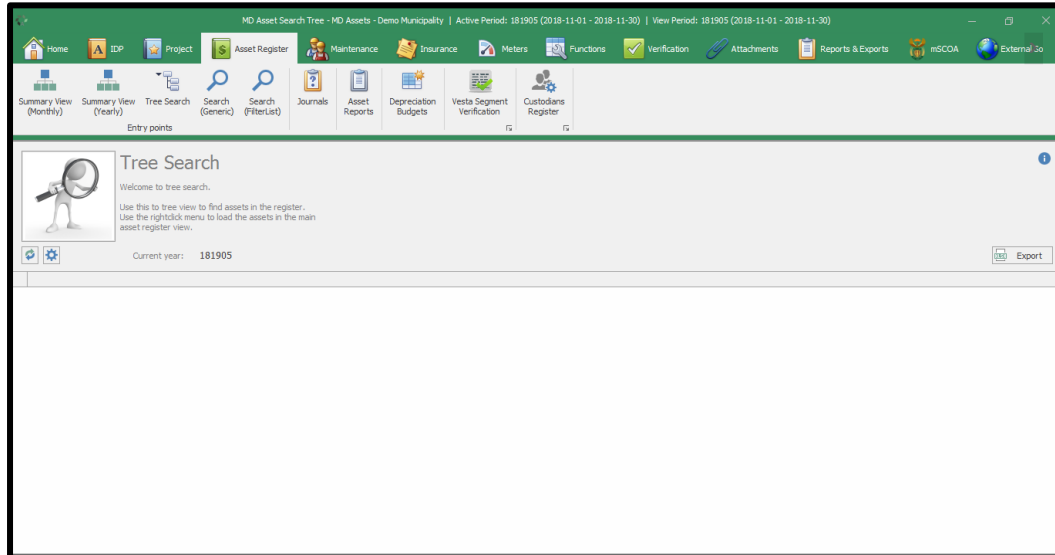 MD Asset Search Tree - MD Assets - Demo Municipality | Active Period: 181905 (2018-11-01 - 2018-11-30) | View Period: 181905 (2018-11-01 - 2018-11-30)
Home A IDP Project $ Asset Register Maintenance Insurance Meters Functions Verification Attachments Reports & Exports mSCOA External So
Summary View Summary View Tree Search Search Search Journals Asset Depreciation Vesta Segment Custodians
(Monthly) (Yearly) (Generic) (FilterList) Reports Budgets Verification Register
Entry points
Tree Search
Welcome to tree search.
Use this to tree view to find assets in the register.
Use the rightclick menu to load the assets in the main
asset register view.
Current year: 181905 Export